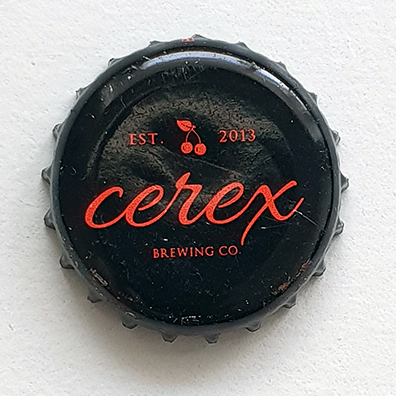 EST. 2013
cerex
BREWING CO.